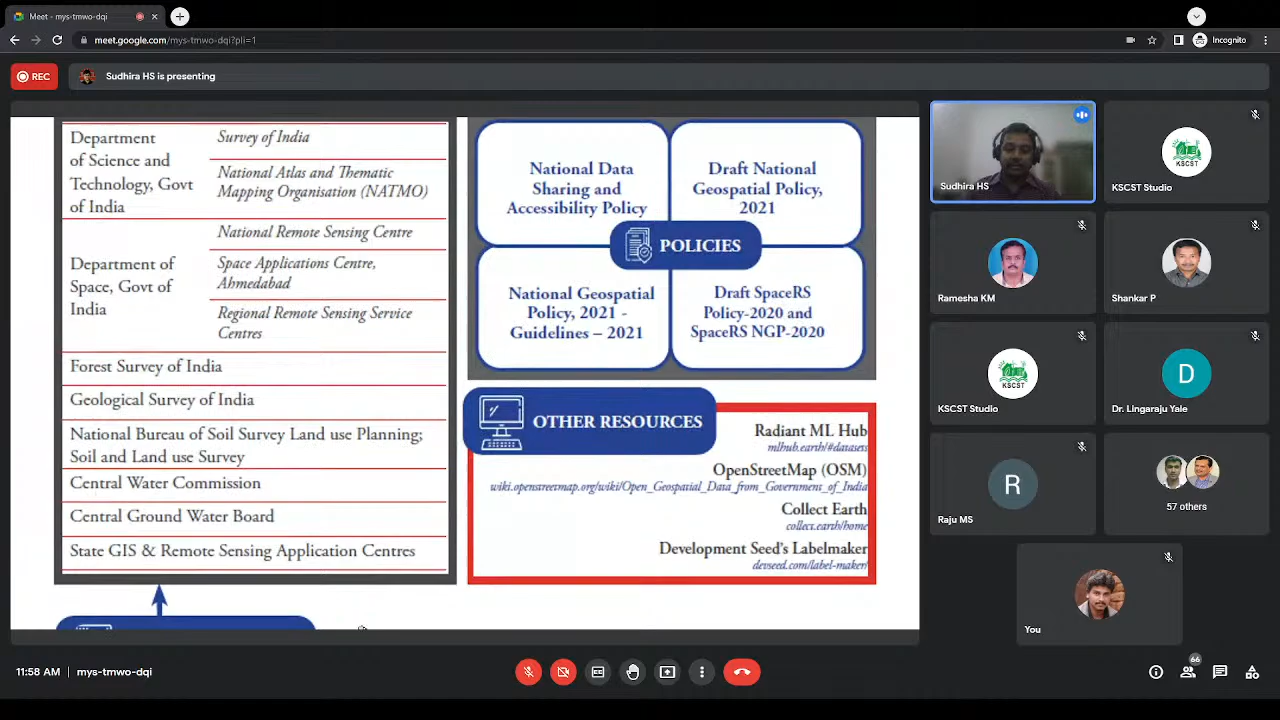 Meet - mys-tmwo-dqi
meet.google.com/mys-tmwo-dqi?pli=1
Incognito
REC
Sudhira HS is presenting
Department
of Science and
Technology, Govt
of India
Survey of India
National Atlas and Thematic
Mapping Organisation (NATMO)
Department of
Space, Govt of
India
National Remote Sensing Centre
Space Applications Centre,
Ahmedabad
Regional Remote Sensing Service
Centres
Forest Survey of India
Geological Survey of India
National Bureau of Soil Survey Land use Planning;
Soil and Land use Survey
Central Water Commission
Central Ground Water Board
State GIS & Remote Sensing Application Centres
National Data
Sharing and
Accessibility Policy
Draft National
Geospatial Policy,
2021
POLICIES
National Geospatial
Policy, 2021 -
Guidelines – 2021
Draft SpaceRS
Policy-2020 and
SpaceRS NGP-2020
OTHER RESOURCES
Radiant ML Hub
mlhub.earth/#datasets
OpenStreetMap (OSM)
wiki.openstreetmap.org/wiki/Open_Geospatial_Data_from_Government_of_India
Collect Earth
collect.earth/home
Development Seed's Labelmaker
devseed.com/label-maker/
Sudhira HS
KSCST
KSCST Studio
Ramesha KM
Shankar P
KSCST
KSCST Studio
D
Dr. Lingaraju Yale
R
Raju MS
57 others
You
11:58 AM | mys-tmwo-dqi
66